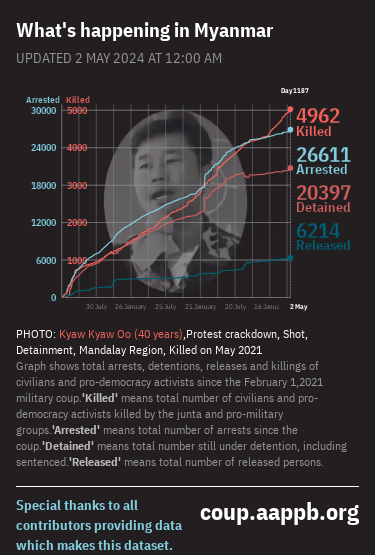 What's happening in Myanmar
UPDATED 2 MAY 2024 AT 12:00 AM
Day1187
Arrested Killed
30000 5000
24000 4000
18000 3000
12000 2000
6000 1000
0
4962
Killed
26611
Arrested
20397
Detained
6214
Released
30 July 26 January 25 July 21 January 20 July 16 Janua 2 May
PHOTO: Kyaw Kyaw Oo (40 years),Protest crackdown, Shot,
Detainment, Mandalay Region, Killed on May 2021
Graph shows total arrests, detentions, releases and killings of
civilians and pro-democracy activists since the February 1,2021
military coup.'Killed' means total number of civilians and pro-
democracy activists killed by the junta and pro-military
groups.'Arrested' means total number of arrests since the
coup.'Detained' means total number still under detention, including
sentenced.'Released' means total number of released persons.
Special thanks to all
contributors providing data
which makes this dataset.
coup.aappb.org